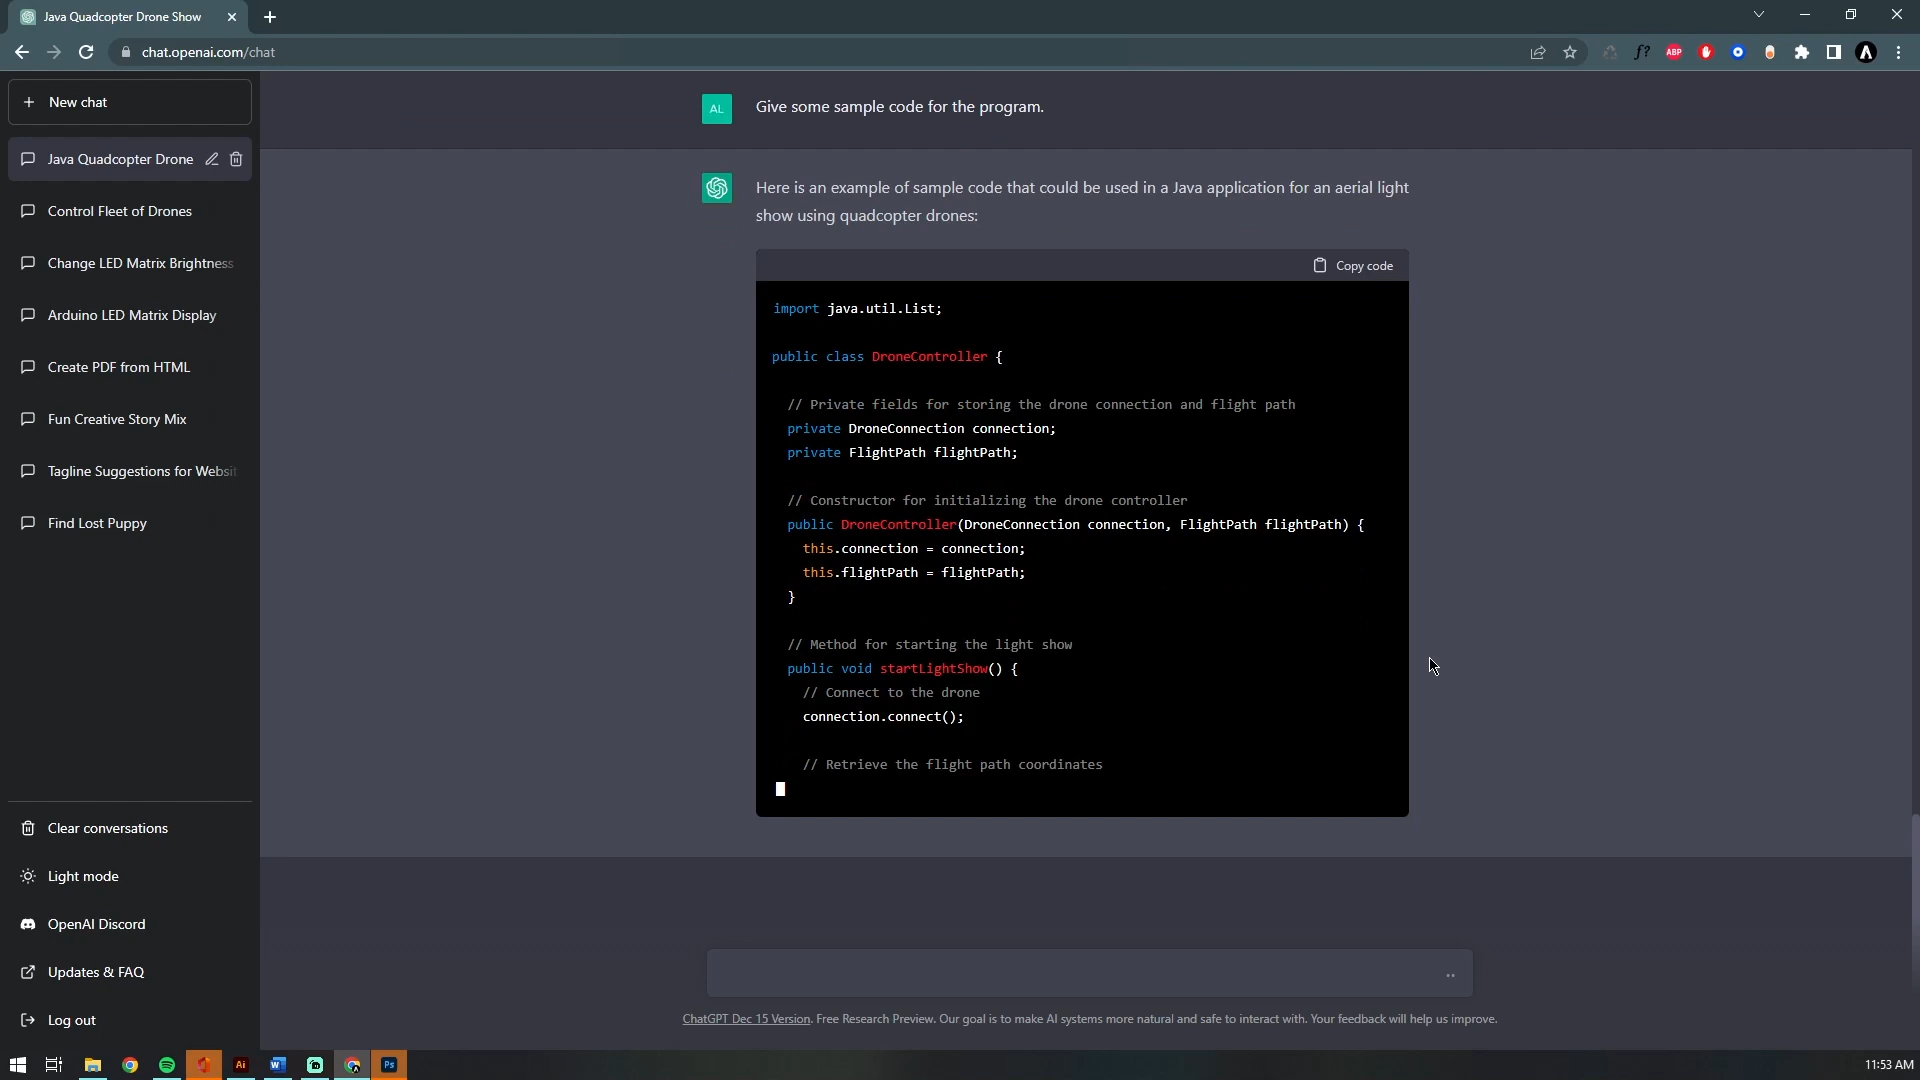 Java Quadcopter Drone Show
chat.openai.com/chat
f?
ABP
New chat
Java Quadcopter Drone
Control Fleet of Drones
Change LED Matrix Brightness
Arduino LED Matrix Display
Create PDF from HTML
Fun Creative Story Mix
Tagline Suggestions for Websit
Find Lost Puppy
Clear conversations
Light mode
OpenAI Discord
Updates & FAQ
Log out
AL
Give some sample code for the program.
Here is an example of sample code that could be used in a Java application for an aerial light
show using quadcopter drones:
Copy code
import java.util.List;
public class DroneController {
// Private fields for storing the drone connection and flight path
private DroneConnection connection;
private FlightPath flightPath;
// Constructor for initializing the drone controller
public DroneController(DroneConnection connection, FlightPath flightPath) {
this.connection = connection;
this.flightPath = flightPath;
}
// Method for starting the light show
public void startLightShow() {
// Connect to the drone
connection.connect();
// Retrieve the flight path coordinates
ChatGPT Dec 15 Version. Free Research Preview. Our goal is to make AI systems more natural and safe to interact with. Your feedback will help us improve.
Ai
W
Ps
11:53 AM